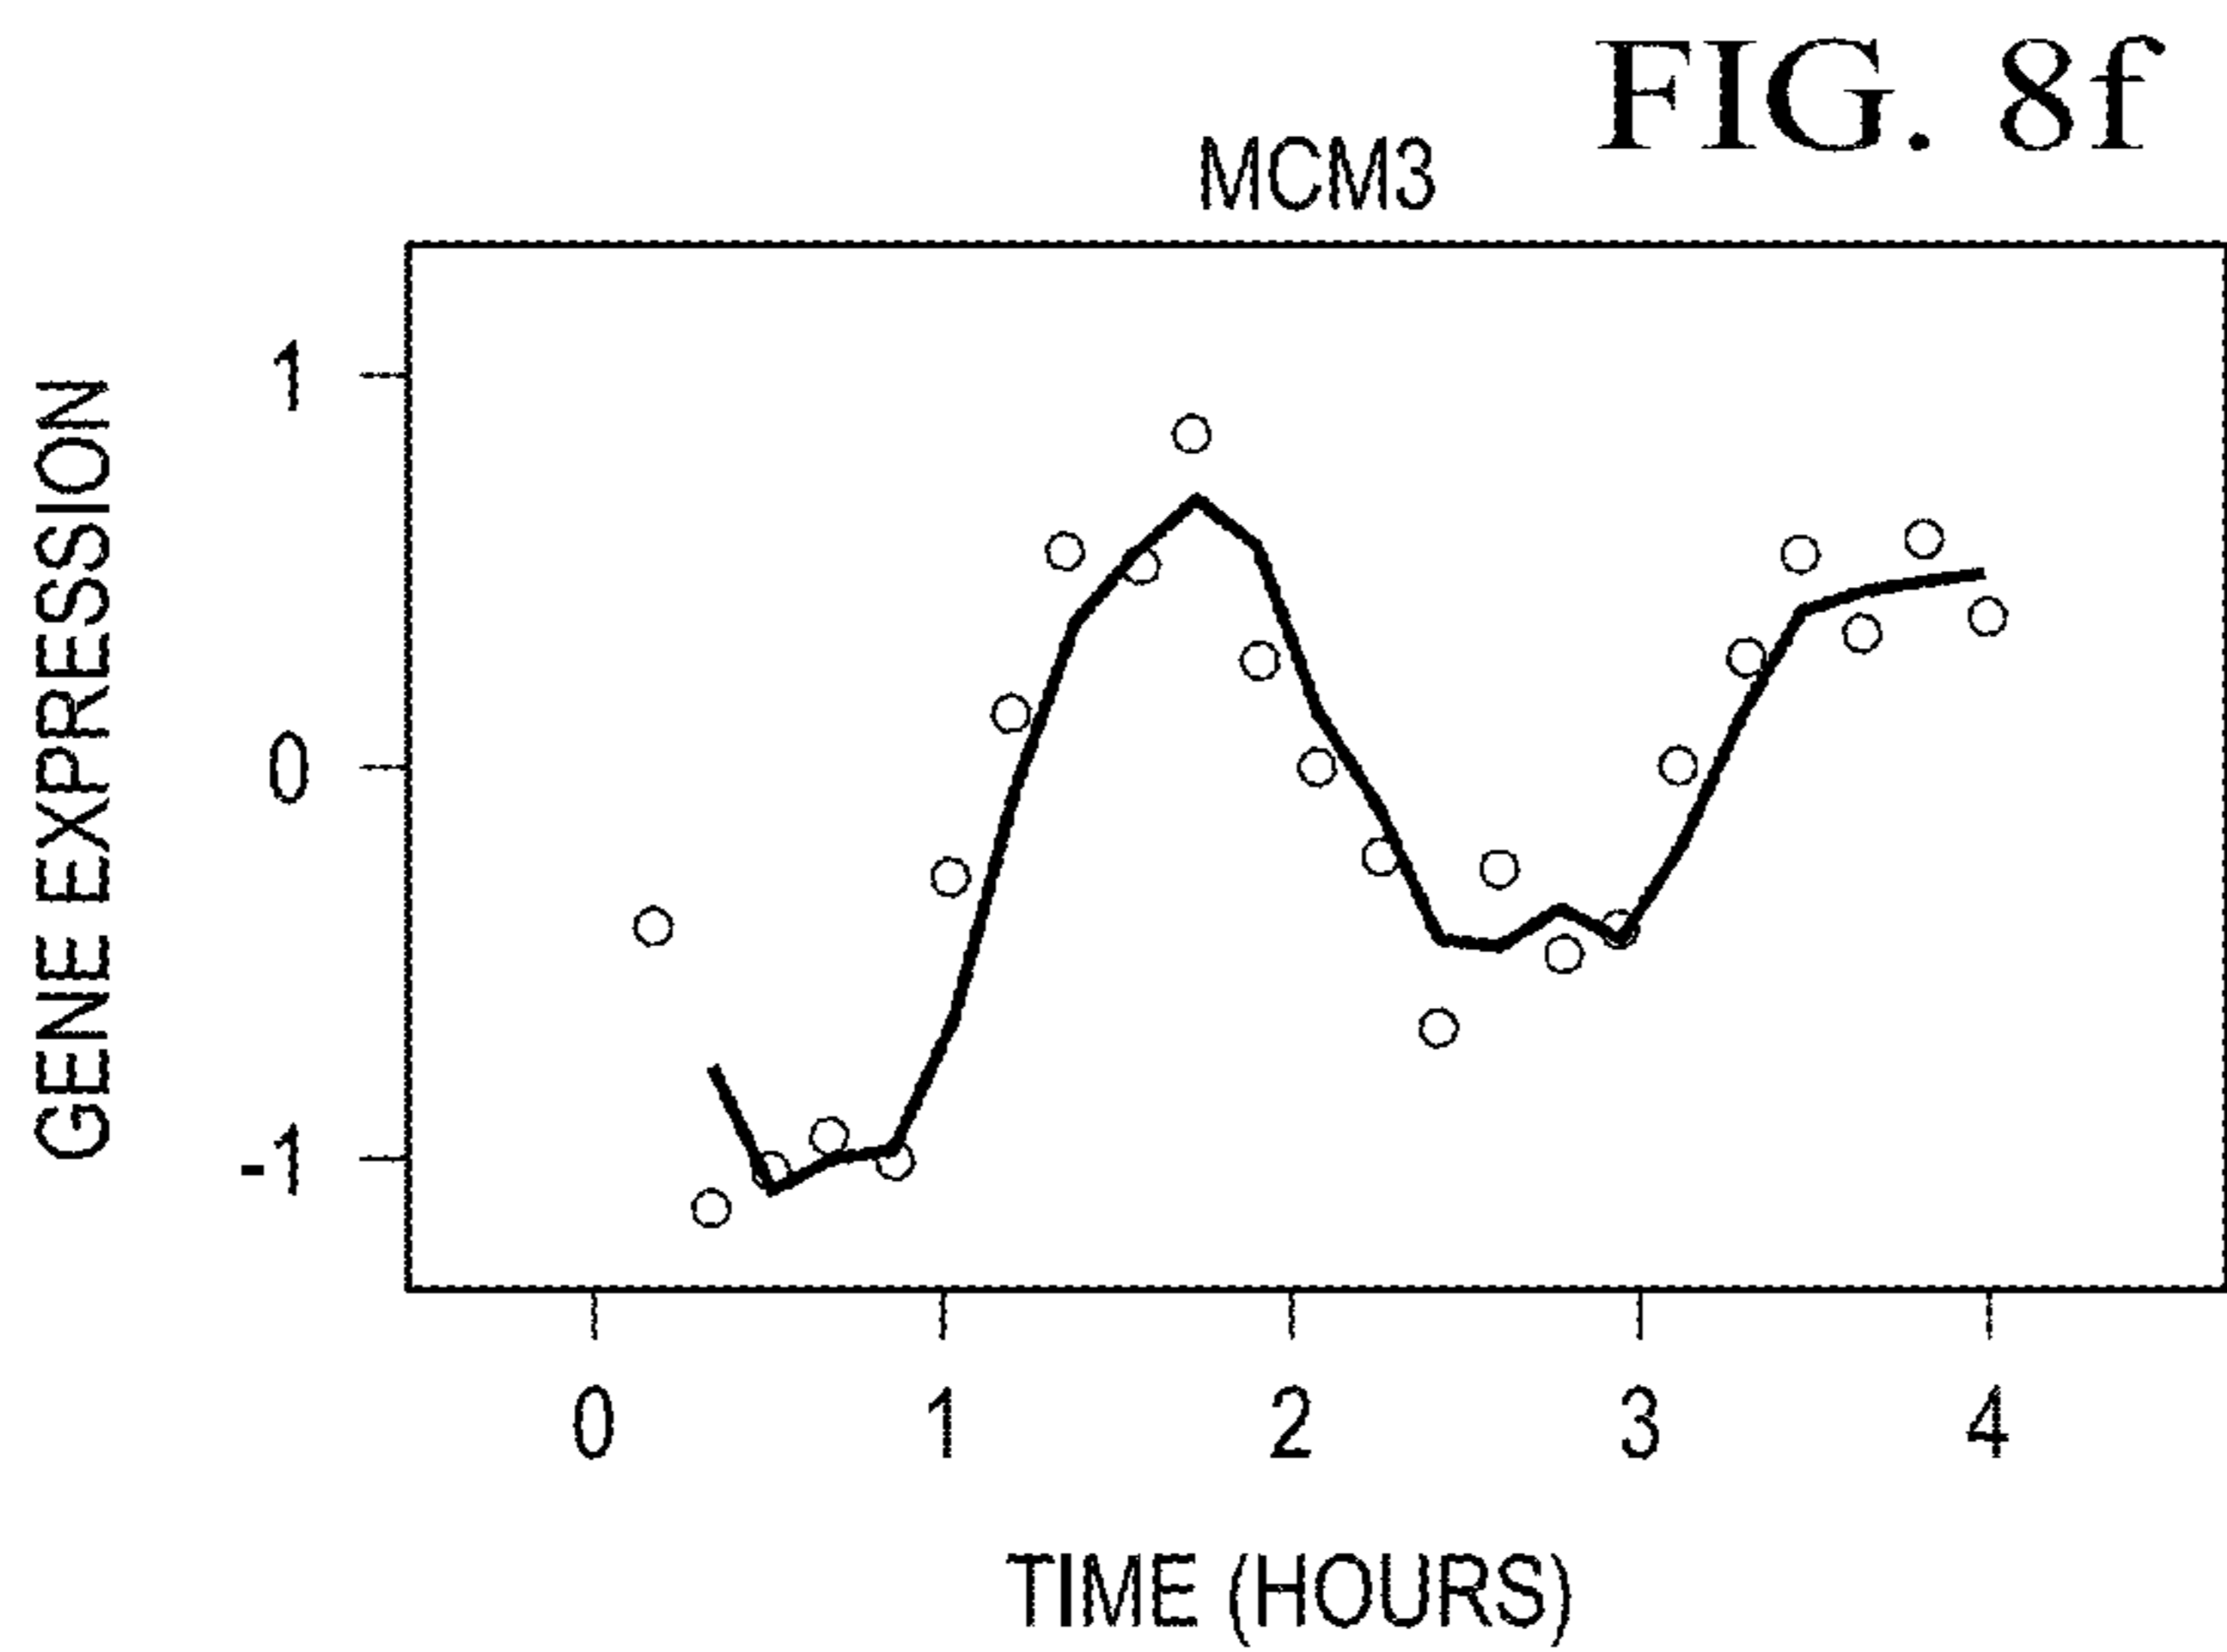 FIG. 8f
MCM3
GENE EXPRESSION
1
0
-1
0 1 2 3 4
TIME (HOURS)